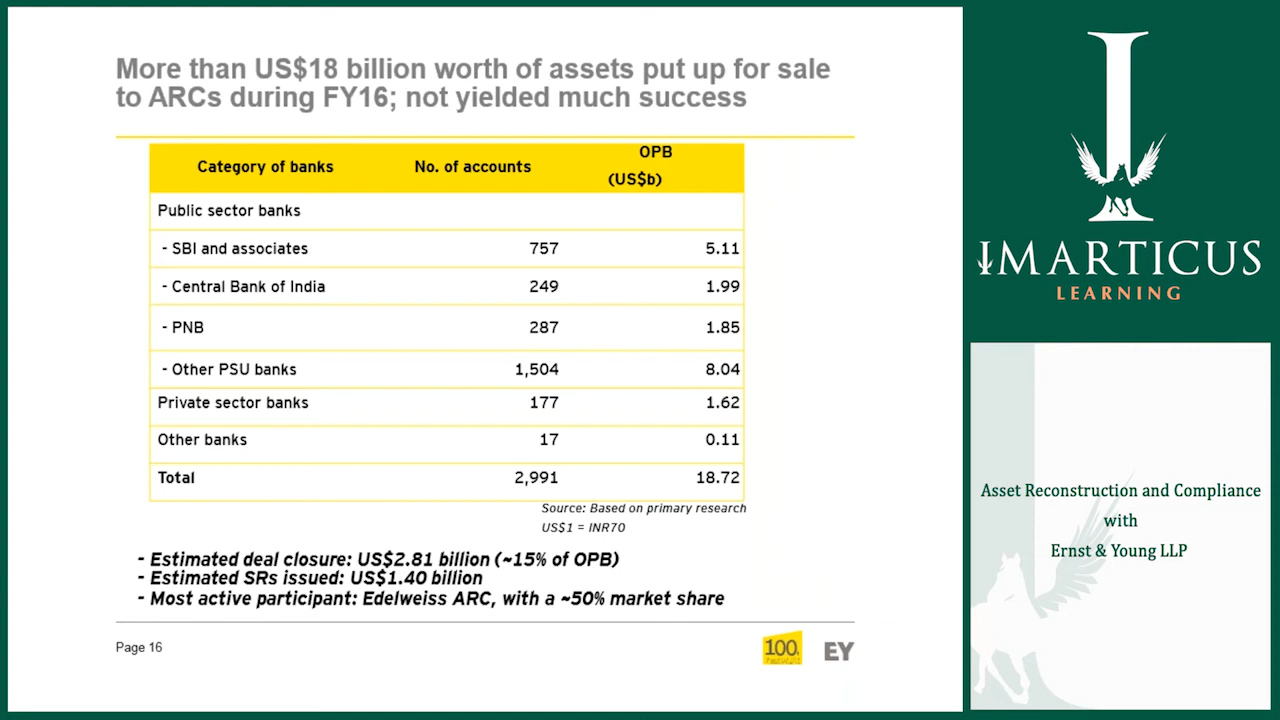 More than US$18 billion worth of assets put up for sale
to ARCs during FY16; not yielded much success
Category of banks No. of accounts OPB
(US$b)
Public sector banks
- SBI and associates 757 5.11
- Central Bank of India 249 1.99
- PNB 287 1.85
- Other PSU banks 1,504 8.04
Private sector banks 177 1.62
Other banks 17 0.11
Total 2,991 18.72
Source: Based on primary research
US$1 = INR70
- Estimated deal closure: US$2.81 billion (~15% of OPB)
- Estimated SRs issued: US$1.40 billion
- Most active participant: Edelweiss ARC, with a ~50% market share
Page 16
100
EY
IMARTICUS
LEARNING
Asset Reconstruction and Compliance
with
Ernst & Young LLP